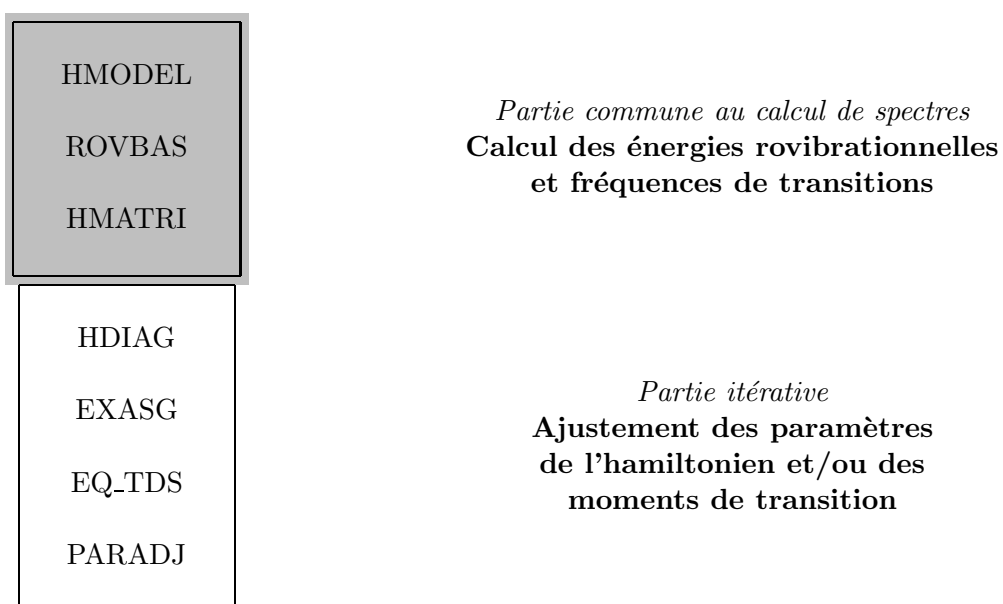 HMODEL
ROVBAS
HMATRI
Partie commune au calcul de spectres
Calcul des énergies rovibrationnelles
et fréquences de transitions
HDIAG
EXASG
EQ_TDS
PARADJ
Partie itérative
Ajustement des paramètres
de l'hamiltonien et/ou des
moments de transition